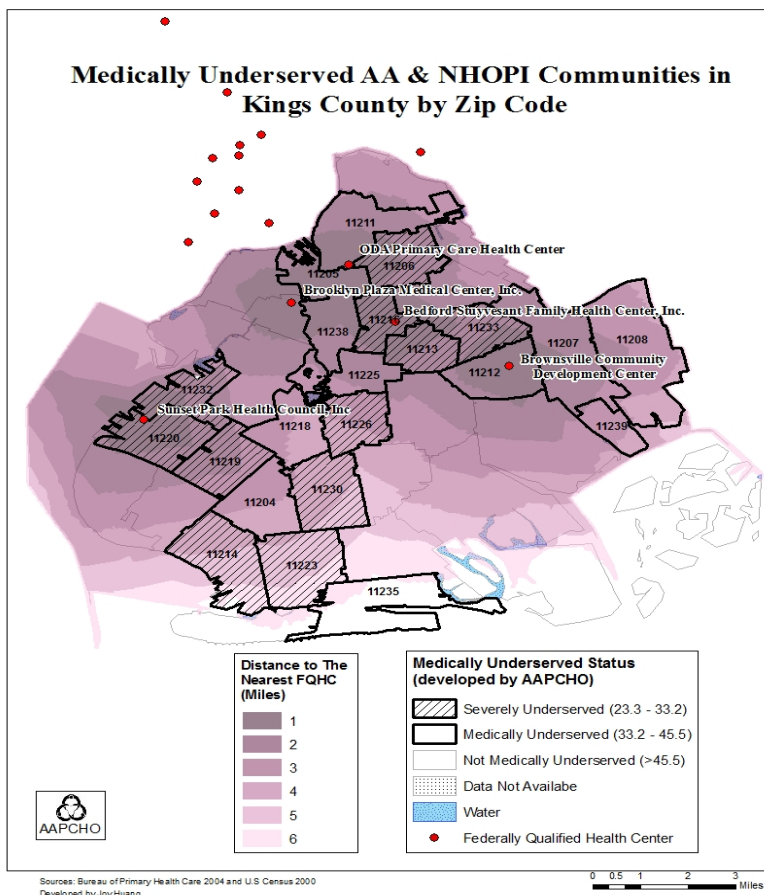 Medically Underserved AA & NHOPI Communities in
Kings County by Zip Code
11211
ODA Primary Care Health Center
11206
11205
Brooklyn Plaza Medical Center, Inc.
Bedford Stuyvesant Family Health Center, Inc.
11216
11233
11238
11213
11207
11208
Brownsville Community
Development Center
11212
11225
11232
Sunset Park Health Council, Inc
11218
11226
11239
11220
11219
11230
11204
11214
11223
11235
Distance to The
Nearest FQHC
(Miles)
1
2
3
4
5
6
Medically Underserved Status
(developed by AAPCHO)
Severely Underserved (23.3 - 33.2)
Medically Underserved (33.2 - 45.5)
Not Medically Underserved (>45.5)
Data Not Availabe
Water
Federally Qualified Health Center
AAPCHO
Sources: Bureau of Primary Health Care 2004 and U.S Census 2000
Developed by Joy Huang
0 0.5 1 2 3
Miles